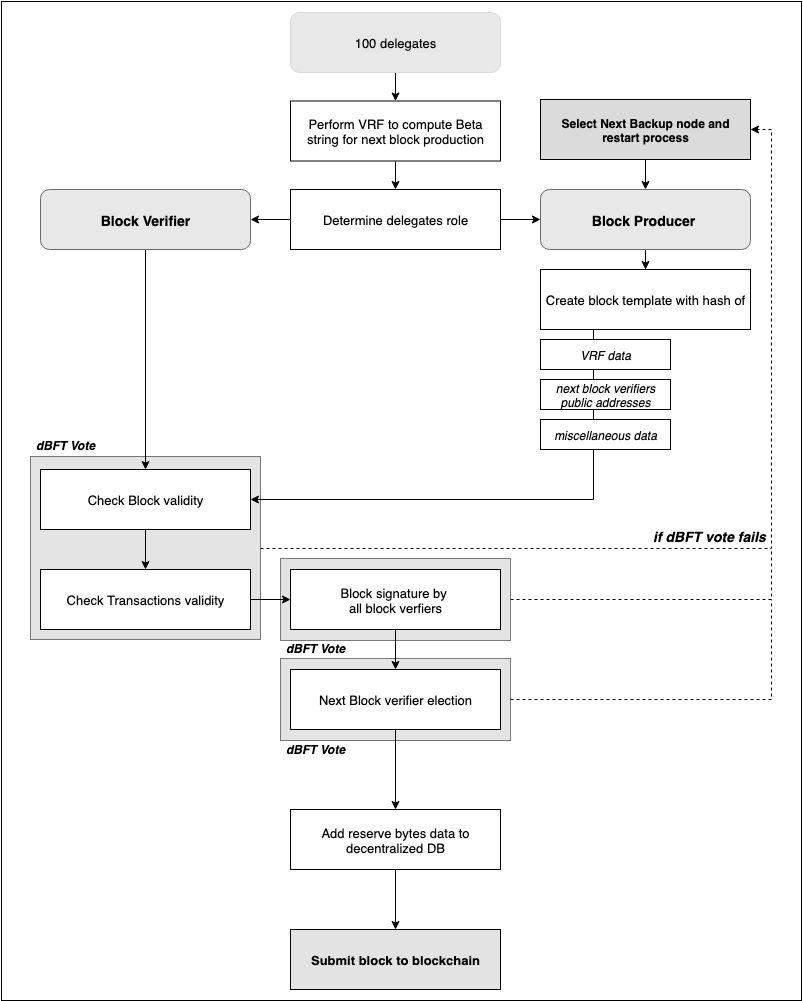 100 delegates
Perform VRF to compute Beta
string for next block production
Select Next Backup node and
restart process
Block Verifier
Determine delegates role
Block Producer
Create block template with hash of
VRF data
next block verifiers
public addresses
miscellaneous data
dBFT Vote
Check Block validity
if dBFT vote fails
Check Transactions validity
Block signature by
all block verfiers
dBFT Vote
Next Block verifier election
dBFT Vote
Add reserve bytes data to
decentralized DB
Submit block to blockchain